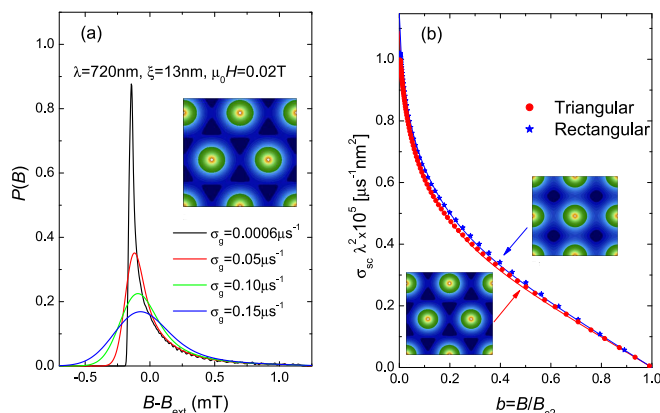 (a)
λ=720nm, ξ=13nm, μ₀H=0.02T
P(B)
1.0
0.8
0.6
0.4
0.2
0.0
σg=0.0006μs⁻¹
σg=0.05μs⁻¹
σg=0.10μs⁻¹
σg=0.15μs⁻¹
-0.5 0.0 0.5 1.0
B-Bext (mT)
(b)
Triangular
Rectangular
σsc λ²x10⁵ [μs⁻¹nm²]
1.0
0.8
0.6
0.4
0.2
0.0
0.0 0.2 0.4 0.6 0.8 1.0
b=B/Bc2